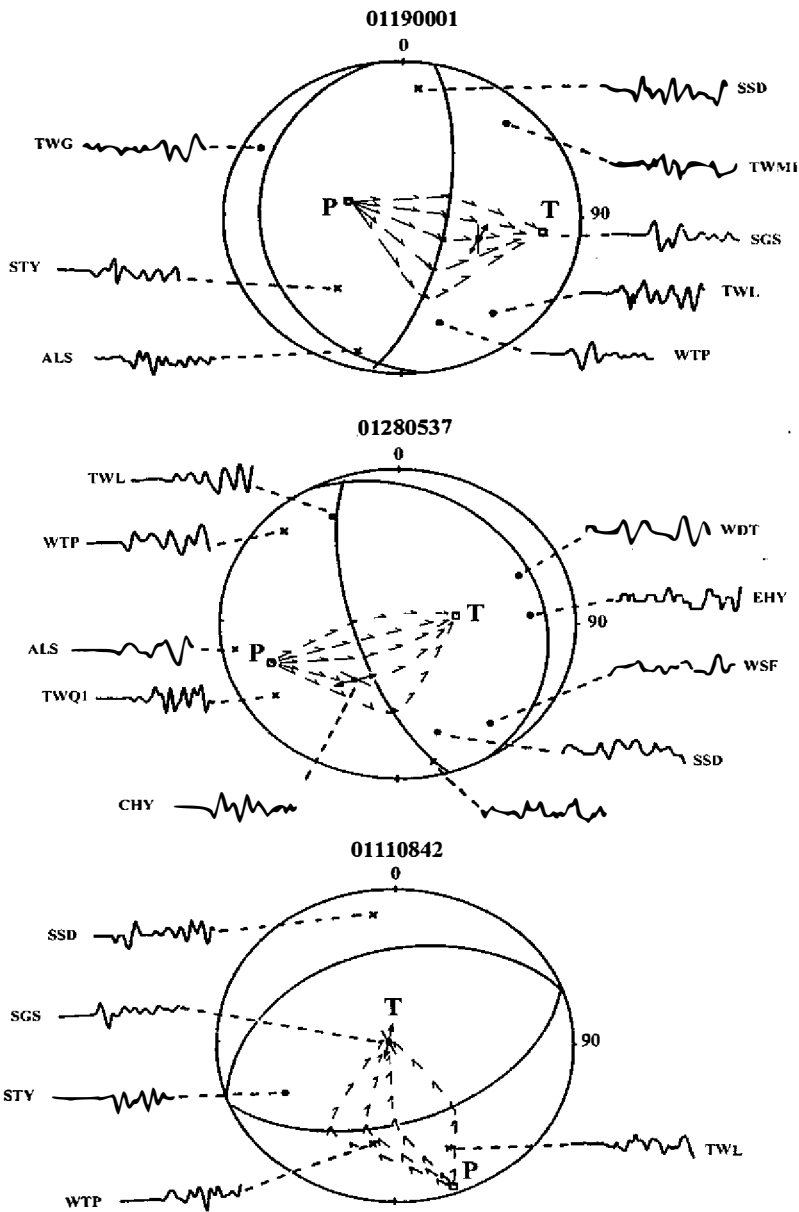 01190001
0
SSD
TWG
TWM1
P
T
90
SGS
STY
TWL
ALS
WTP
01280537
0
TWL
WTP
WDT
EHY
T
90
ALS
P
WSF
TWQ1
SSD
CHY
01110842
0
SSD
T
SGS
90
STY
TWL
P
WTP